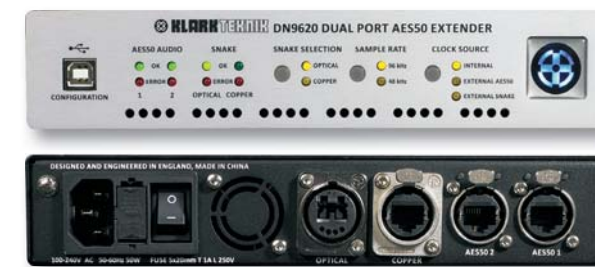 KLARK TEKNIK DN9620 DUAL PORT AES50 EXTENDER
AES50 AUDIO SNAKE SNAKE SELECTION SAMPLE RATE CLOCK SOURCE
OK OK OPTICAL 96 kHz INTERNAL
ERROR ERROR COPPER 48 kHz EXTERNAL AES50
CONFIGURATION 1 2 OPTICAL COPPER EXTERNAL SNAKE
DESIGNED AND ENGINEERED IN ENGLAND, MADE IN CHINA
100-240V AC 50-60Hz 50W FUSE 5x20mm T 1A L 250V OPTICAL COPPER AES50 2 AES50 1